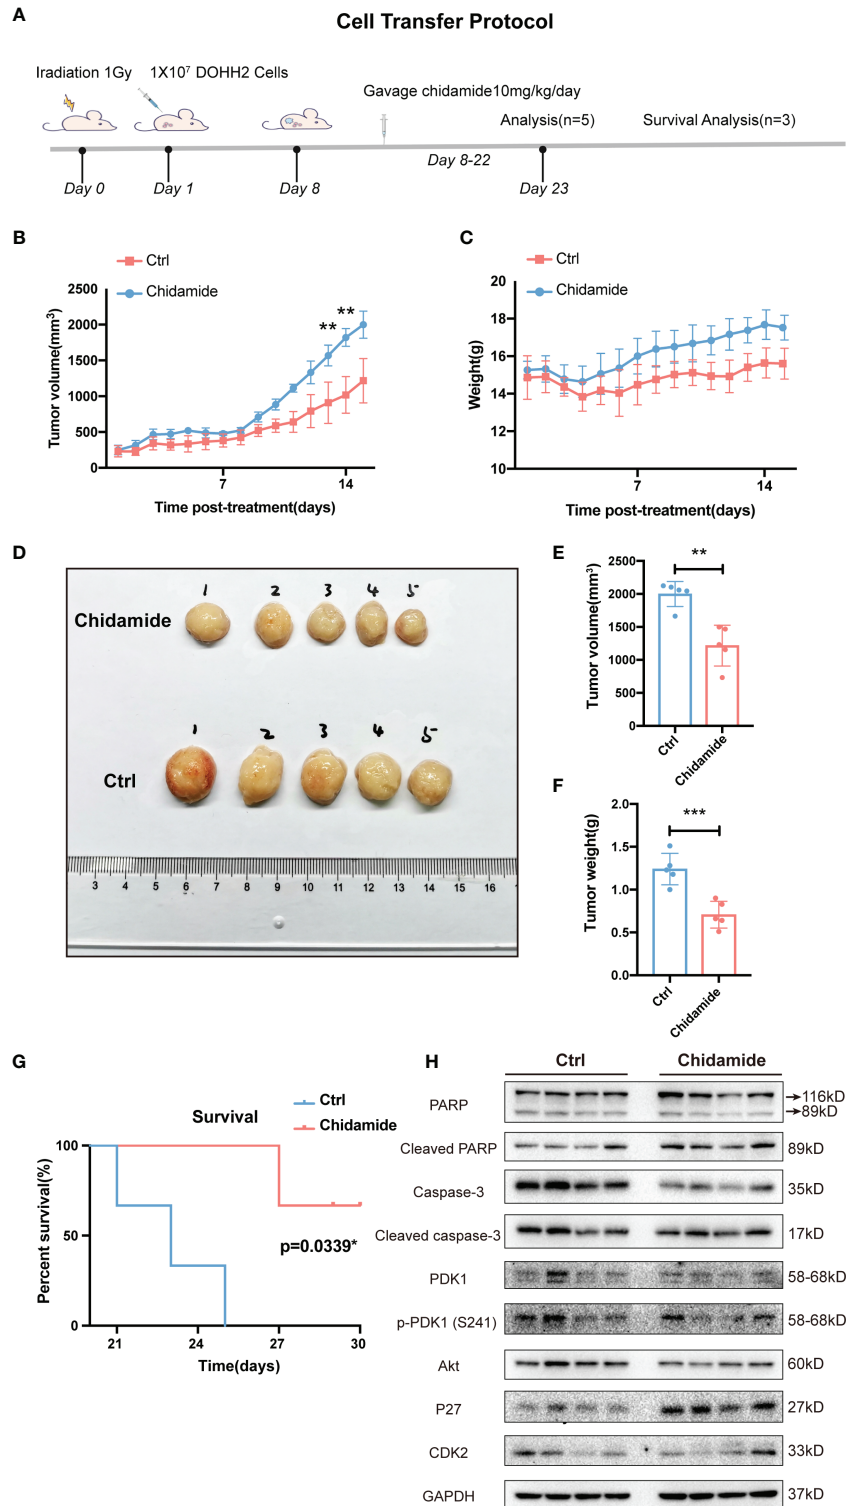 A
Cell Transfer Protocol
Irradiation 1Gy
1X10⁷ DOHH2 Cells
Gavage chidamide10mg/kg/day
Analysis(n=5)
Survival Analysis(n=3)
Day 8-22
Day 0
Day 1
Day 8
Day 23
B
Ctrl
Chidamide
2500
2000
1500
1000
500
0
Tumor volume(mm³)
**
**
7
14
Time post-treatment(days)
C
Ctrl
Chidamide
20
18
16
14
12
10
Weight(g)
7
14
Time post-treatment(days)
D
1 2 3 4 5
Chidamide
1 2 3 4 5
Ctrl
3 4 5 6 7 8 9 10 11 12 13 14 15 16
E
**
2500
2000
1500
1000
500
0
Tumor volume(mm³)
Ctrl
Chidamide
F
***
2.0
1.5
1.0
0.5
0.0
Tumor weight(g)
Ctrl
Chidamide
G
Ctrl
Chidamide
Survival
100
50
0
Percent survival(%)
p=0.0339*
21
24
27
30
Time(days)
H
Ctrl
Chidamide
PARP
116kD
89kD
Cleaved PARP
89kD
Caspase-3
35kD
Cleaved caspase-3
17kD
PDK1
58-68kD
p-PDK1 (S241)
58-68kD
Akt
60kD
P27
27kD
CDK2
33kD
GAPDH
37kD